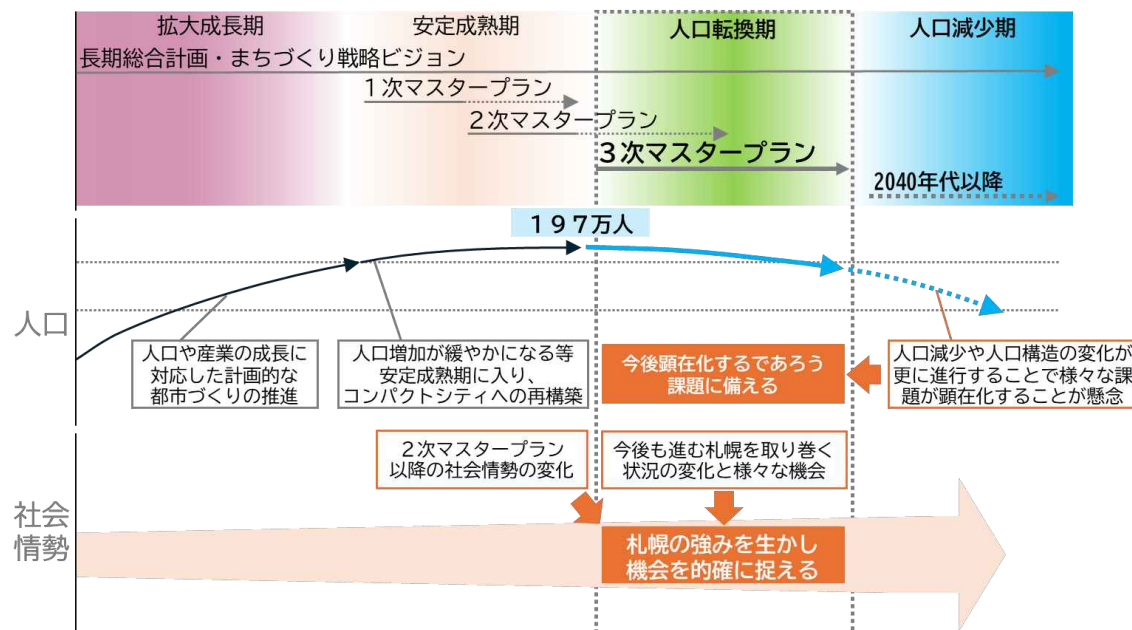 拡大成長期
安定成熟期
人口転換期
人口減少期
長期総合計画・まちづくり戦略ビジョン
1次マスタープラン
2次マスタープラン
3次マスタープラン
2040年代以降
197万人
人口
人口や産業の成長に
対応した計画的な
都市づくりの推進
人口増加が緩やかになる等
安定成熟期に入り、
コンパクトシティへの再構築
今後顕在化するであろう
課題に備える
人口減少や人口構造の変化が
更に進行することで様々な課
題が顕在化することが懸念
社会
情勢
2次マスタープラン
以降の社会情勢の変化
今後も進む札幌を取り巻く
状況の変化と様々な機会
札幌の強みを生かし
機会を的確に捉える